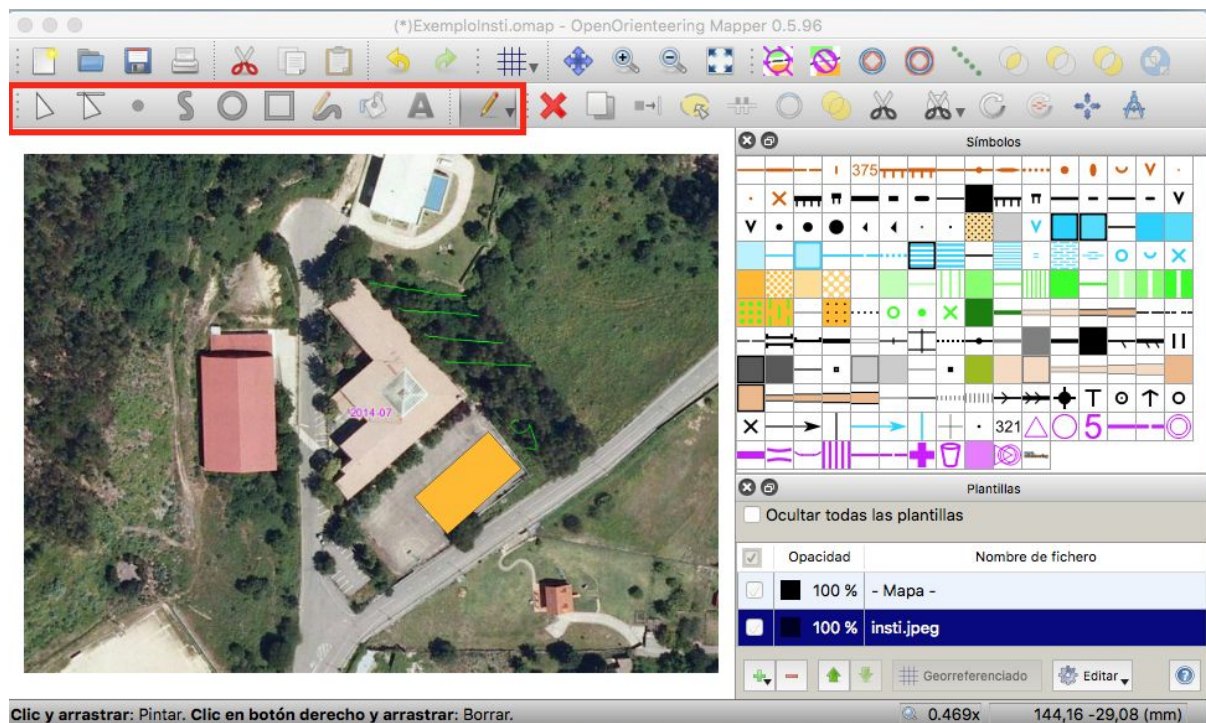 (*)ExemploInsti.omap - OpenOrienteering Mapper 0.5.96
A
Símbolos
375
321
5
2014-07
Plantillas
Ocultar todas las plantillas
Opacidad Nombre de fichero
100 % - Mapa -
100 % insti.jpeg
Georreferenciado Editar
Clic y arrastrar: Pintar. Clic en botón derecho y arrastrar: Borrar. 0.469x 144,16 -29,08 (mm)